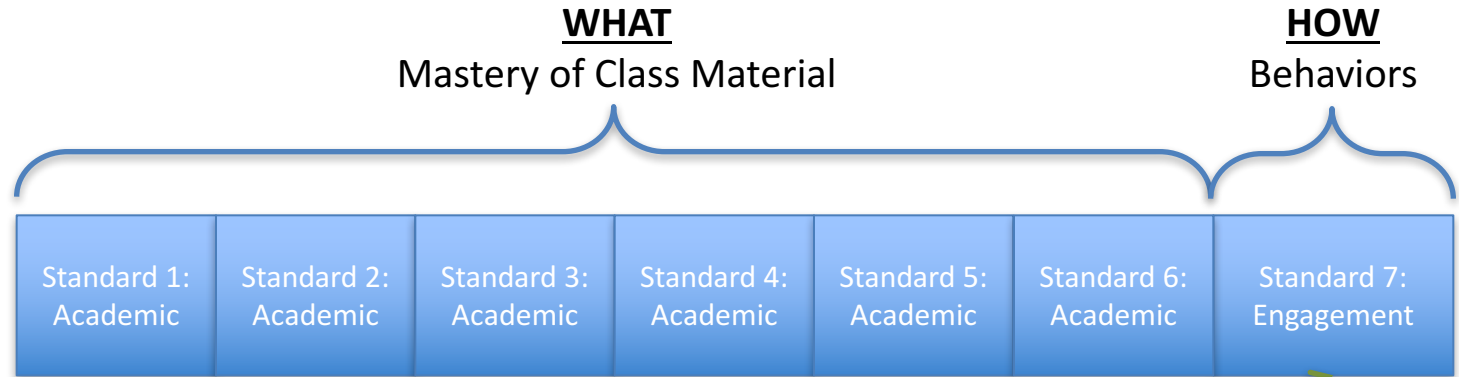 WHAT
Mastery of Class Material
HOW
Behaviors
Standard 1:
Academic
Standard 2:
Academic
Standard 3:
Academic
Standard 4:
Academic
Standard 5:
Academic
Standard 6:
Academic
Standard 7:
Engagement